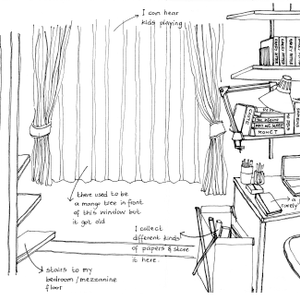 I can hear
kids playing
there used to be
a mango tree in front
of this window but
it got old
I collect
different kinds
of papers & store
it here.
stairs to my
bedroom/mezzanine
floor
MONET
a
rarely